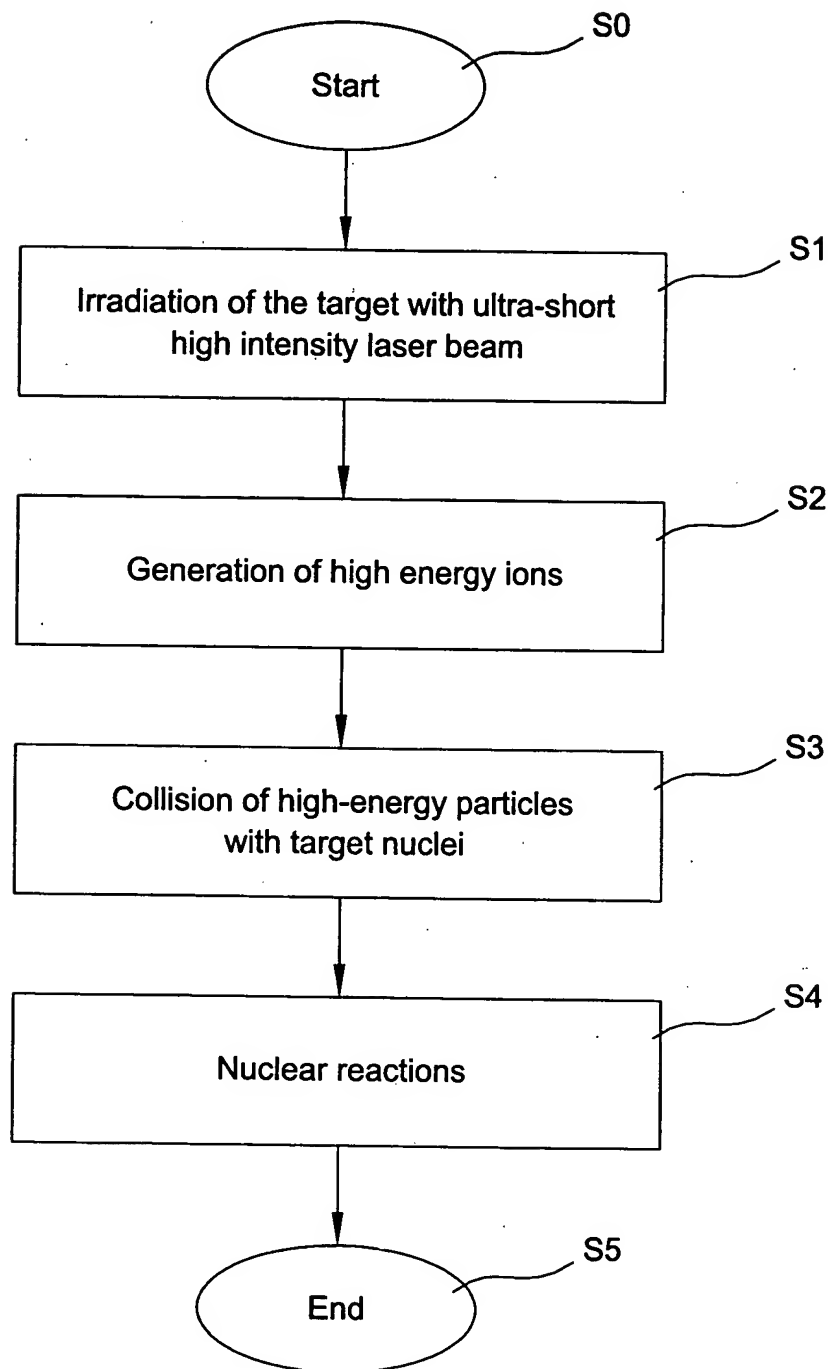 S0
Start
S1
Irradiation of the target with ultra-short
high intensity laser beam
S2
Generation of high energy ions
S3
Collision of high-energy particles
with target nuclei
S4
Nuclear reactions
S5
End